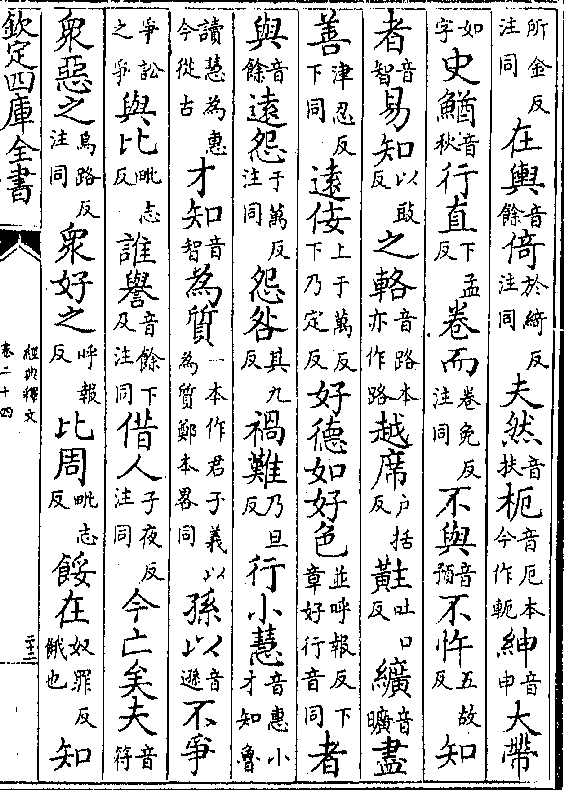 所金反注同在輿音餘倚於綺反注同夫然音扶枙音厄本今作軛紳音申大帶
如字史鰌音秋行直下孟反卷而卷免反注同不與音預不忤五故反知
者音智易知以豉反之輅音路本亦作路越席户括反黈吐口反纊音曠盡
善津忍反下同遠佞上于萬反下乃定反好德如好色並呼報反下章好行音同者
與音餘遠怨于萬反注同怨咎其九反禍難乃旦反行小慧音惠小才知魯
讀慧為惠今從古才知音智為質一本作君子義以為質鄭本畧同孫以音遜不爭
爭訟之爭與比毗志反誰譽音餘下及注同借人子夜反注同今亡矣夫音符
衆惡之烏路反注同衆好之呼報反比周毗志反餒在奴罪反餓也知
欽定四庫全書
經典釋文
卷二十四
二十三